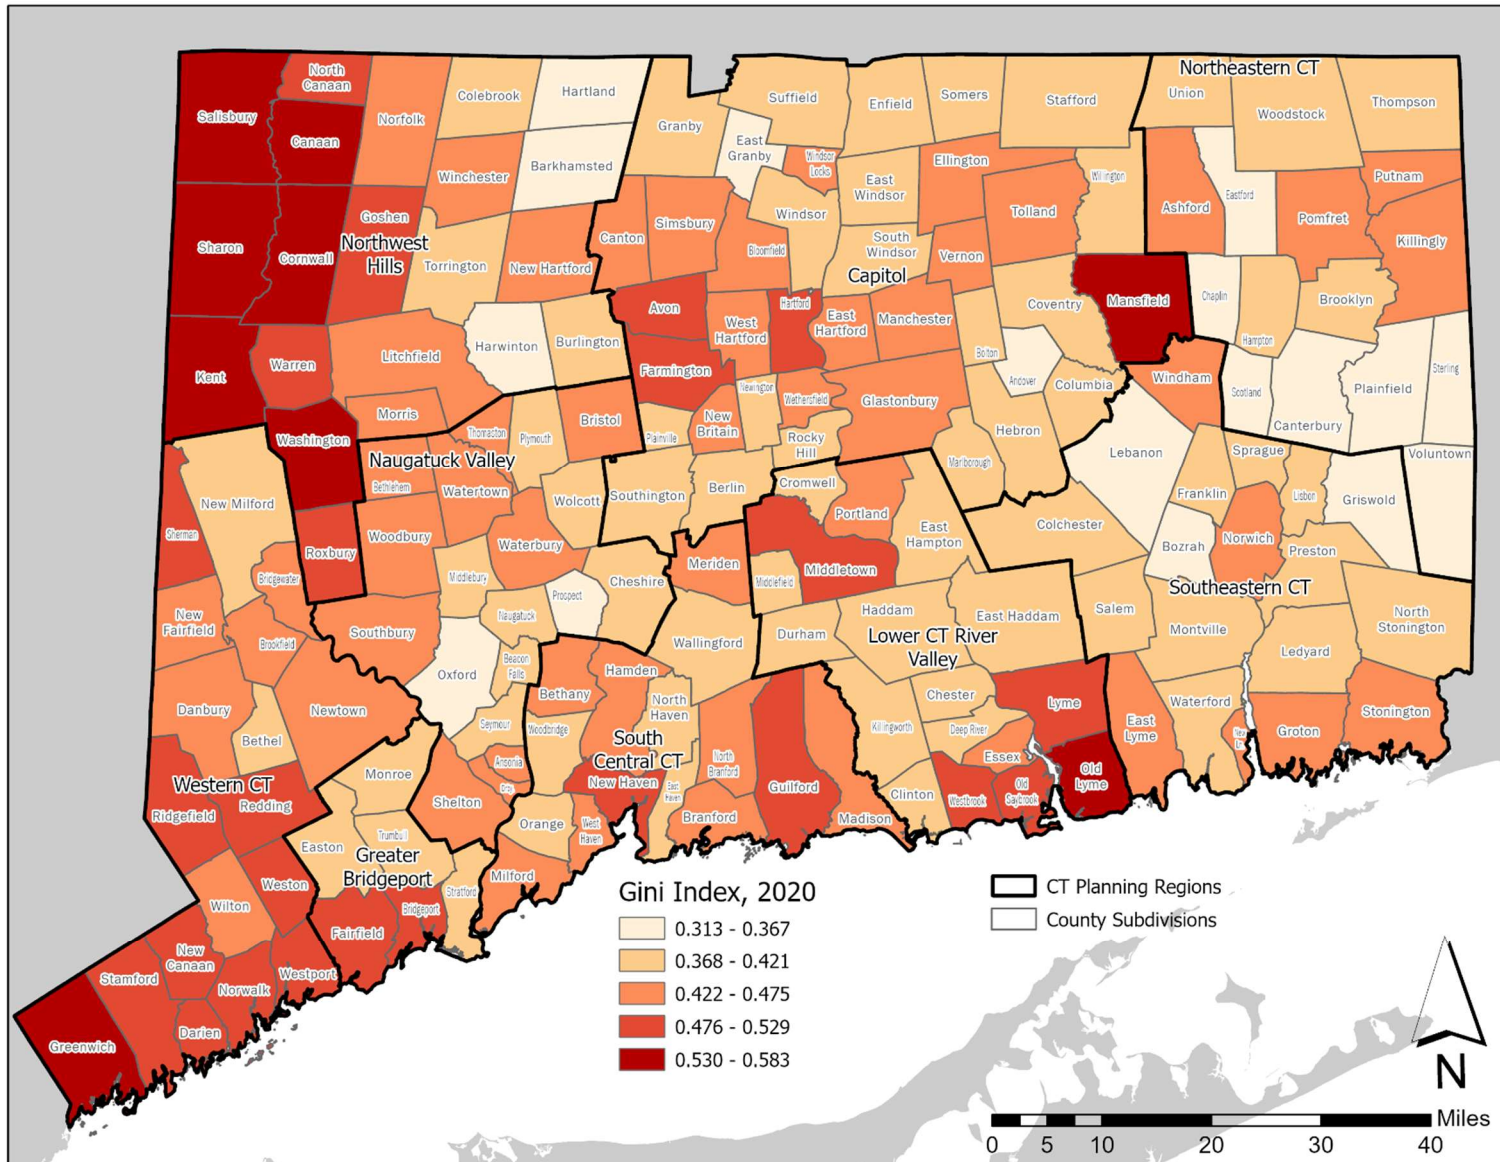 Northeastern CT
North
Canaan
Salisbury
Colebrook
Hartland
Suffield
Enfield
Somers
Stafford
Union
Woodstock
Thompson
Norfolk
Canaan
Granby
East
Granby
Barkhamsted
Winchester
Windsor
Locks
Ellington
East
Windsor
Willington
Putnam
Ashford
Eastford
Pomfret
Killingly
Goshen
Sharon
Cornwall
Northwest
Hills
Torrington
New Hartford
Canton
Simsbury
Bloomfield
Windsor
South
Windsor
Capitol
Vernon
Tolland
Mansfield
Chaplin
Hampton
Brooklyn
Avon
Hartford
West
Hartford
East
Hartford
Manchester
Coventry
Bolton
Andover
Columbia
Kent
Warren
Litchfield
Harwinton
Burlington
Farmington
Newington
Wethersfield
Glastonbury
Windham
Scotland
Canterbury
Plainfield
Sterling
Washington
Morris
Thomaston
Plymouth
Bristol
Plainville
New
Britain
Rocky
Hill
Marlborough
Hebron
Lebanon
Sprague
Voluntown
Naugatuck Valley
Bethlehem
Watertown
Wolcott
Southington
Berlin
Cromwell
Portland
East
Hampton
Colchester
Franklin
Lisbon
Griswold
New Milford
Sherman
Roxbury
Woodbury
Waterbury
Cheshire
Meriden
Middlefield
Middletown
Bozrah
Norwich
Preston
Bridgewater
Middlebury
Prospect
Naugatuck
Southeastern CT
New
Fairfield
Brookfield
Southbury
Oxford
Beacon
Falls
Wallingford
Durham
Haddam
East Haddam
Lower CT River
Valley
Salem
Montville
Ledyard
North
Stonington
Danbury
Bethel
Newtown
Seymour
Woodbridge
Bethany
Hamden
North
Haven
South
Central CT
North
Branford
Guilford
Killingworth
Chester
Deep River
Essex
Lyme
East
Lyme
Waterford
New
Ln.
Groton
Stonington
Western CT
Redding
Ridgefield
Monroe
Shelton
Ansonia
New Haven
East
Haven
Branford
Madison
Clinton
Westbrook
Old
Saybrook
Old
Lyme
Easton
Trumbull
Greater
Bridgeport
Orange
West
Haven
Milford
Stratford
Weston
Wilton
Fairfield
Bridgeport
New
Canaan
Stamford
Norwalk
Westport
Darien
Greenwich
Gini Index, 2020
0.313 - 0.367
0.368 - 0.421
0.422 - 0.475
0.476 - 0.529
0.530 - 0.583
CT Planning Regions
County Subdivisions
N
Miles
0 5 10 20 30 40